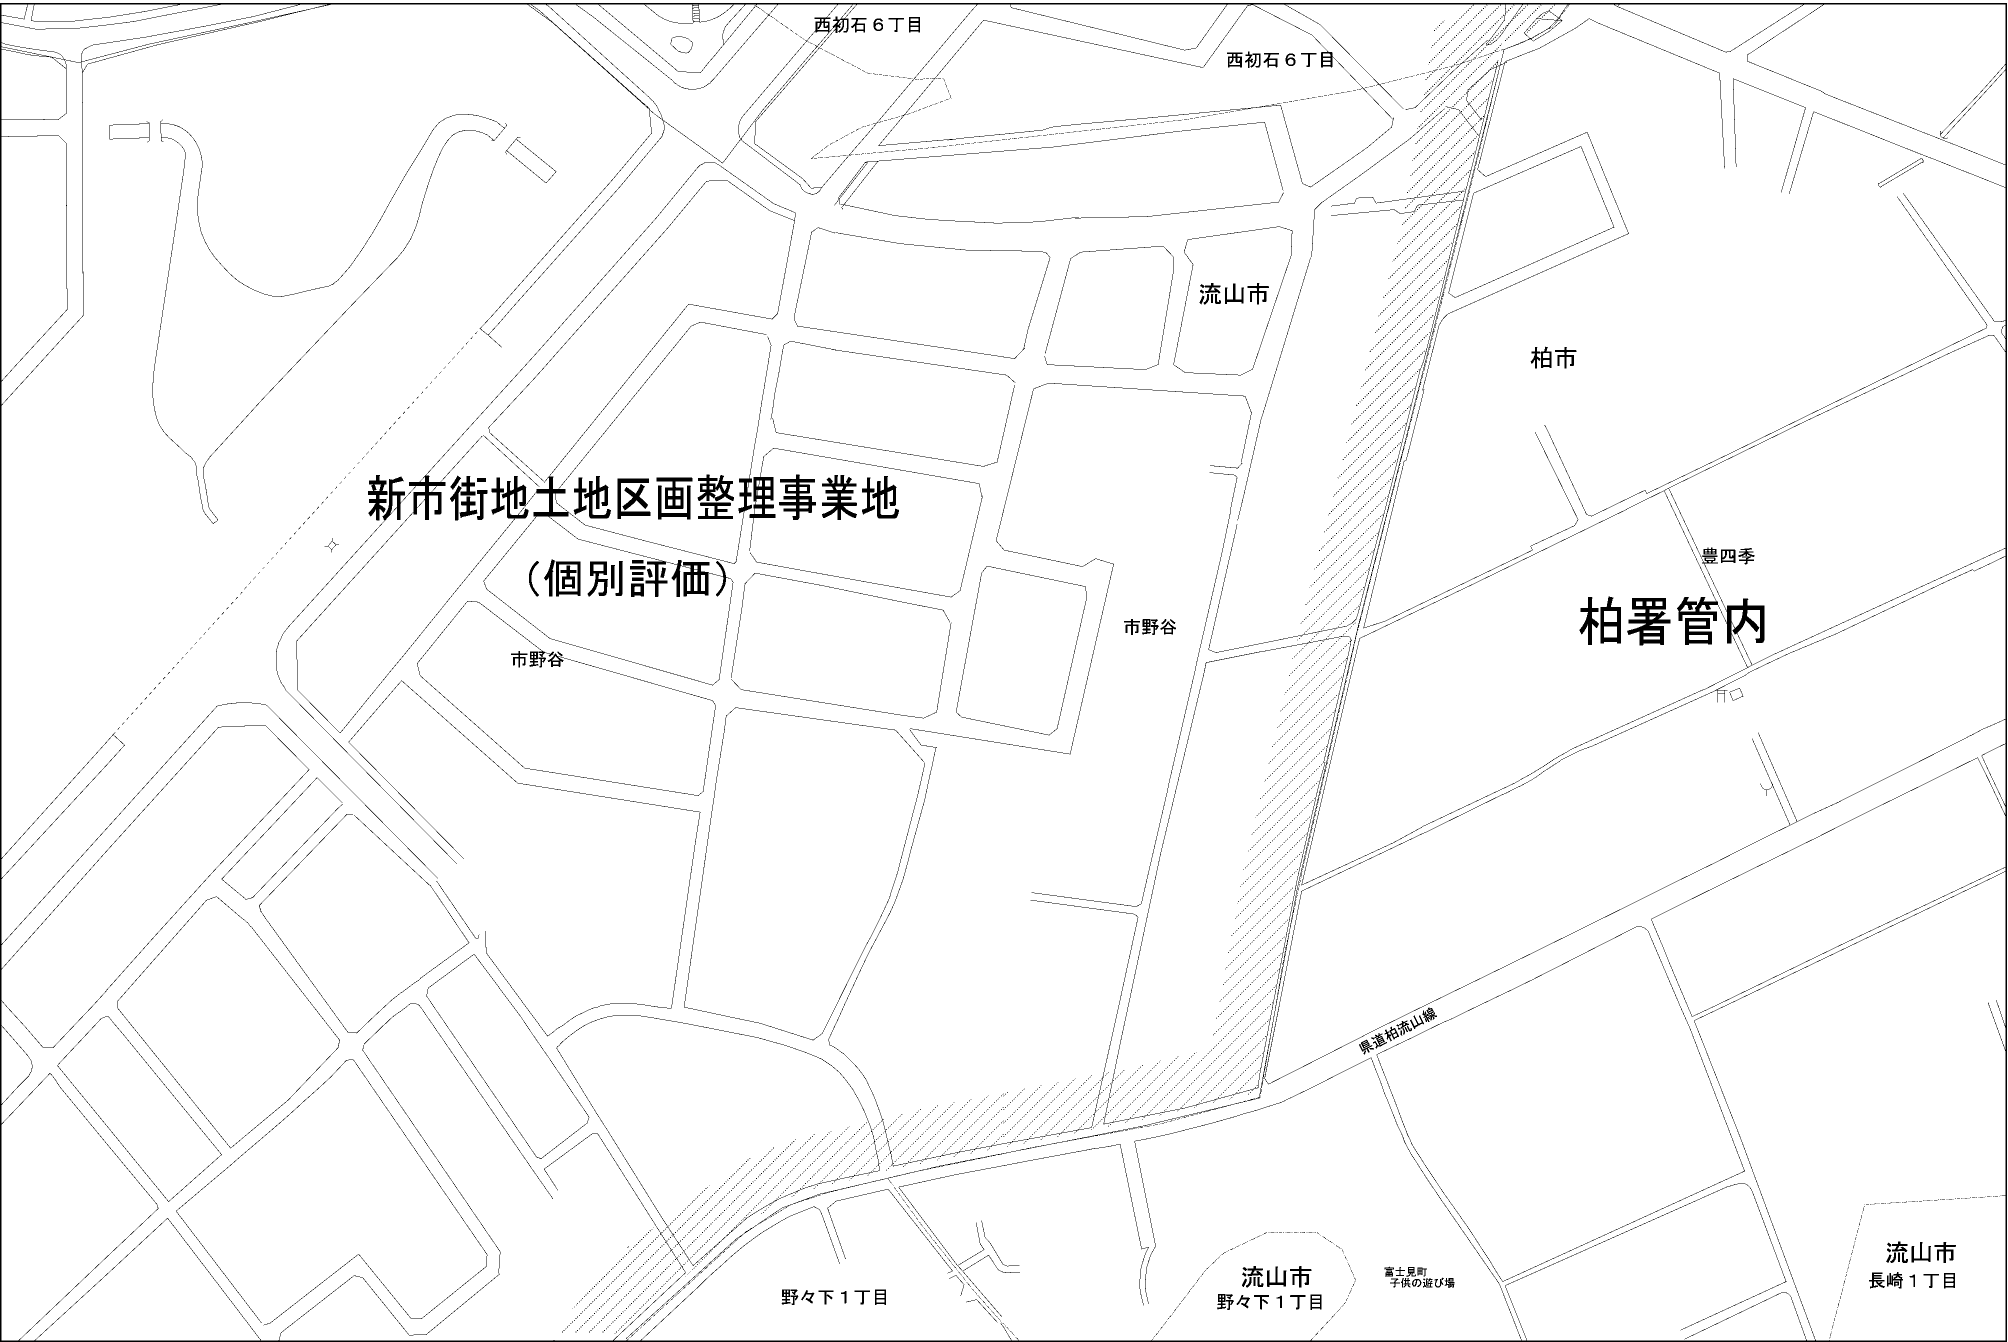 西初石６丁目
西初石６丁目
流山市
柏市
新市街地土地区画整理事業地
（個別評価）
豊四季
柏署管内
市野谷
市野谷
県道柏流山線
流山市
長崎１丁目
富士見町
子供の遊び場
流山市
野々下１丁目
野々下１丁目